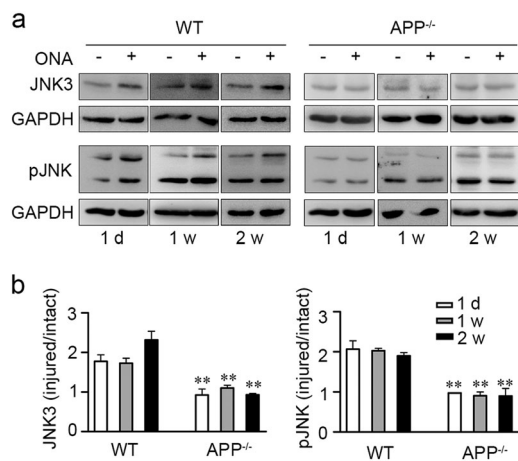 a
WT APP-/-
ONA - + - + - + - + - + - +
JNK3
GAPDH
pJNK
GAPDH
1 d 1 w 2 w 1 d 1 w 2 w
b
JNK3 (injured/intact)
3
2
1
0
** ** **
WT APP-/-
pJNK (injured/intact)
3
2
1
0
1 d
1 w
2 w
** ** **
WT APP-/-